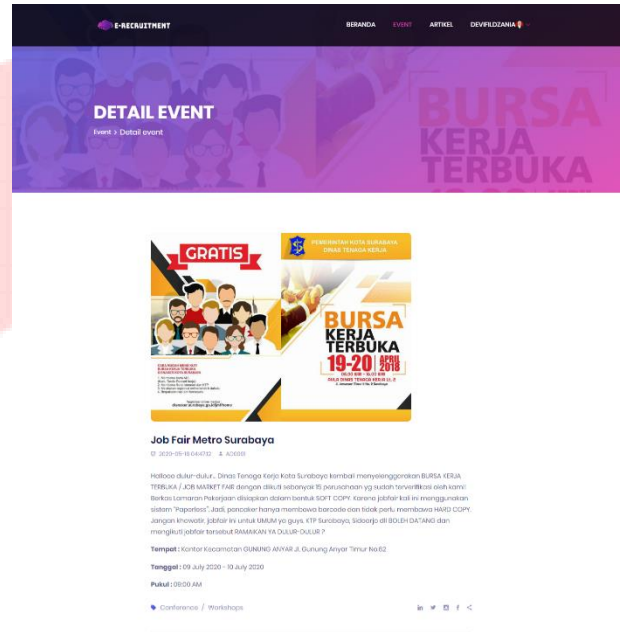 E-RECRUITMENT
BERANDA EVENT ARTIKEL DEVIFILDZANIA
DETAIL EVENT
Event > Detail event
BURSA
KERJA
TERBUKA
GRATIS
PEMERINTAH KOTA SURABAYA
DINAS TENAGA KERJA
BURSA
KERJA
TERBUKA
19-20 APRIL 2018
Job Fair Metro Surabaya
Halooo dulur-dulur... Dinas Tenaga Kerja Kota Surabaya kembali menyelenggarakan BURSA KERJA
TERBUKA / JOB MARKET FAIR dengan diikuti sebanyak 15 perusahaan yg sudah terverifikasi oleh kami!
Berkas Lamaran Pekerjaan disiapkan dalam bentuk SOFT COPY. Karena jobfair kali ini menggunakan
sistem "Paperless". Jadi, pencaker hanya membawa barcode dan tidak perlu membawa HARD COPY.
Jangan khawatir, jobfair ini untuk UMUM ya guys. KTP Surabaya, Sidoarjo dll BOLEH DATANG dan
mengikuti jobfair tersebut RAMAIKAN YA DULUR-DULUR ?
Tempat : Kantor Kecamatan GUNUNG ANYAR Jl. Gunung Anyar Timur No.62
Tanggal : 09 July 2020 - 10 July 2020
Pukul : 09:00 AM
Conference / Workshops